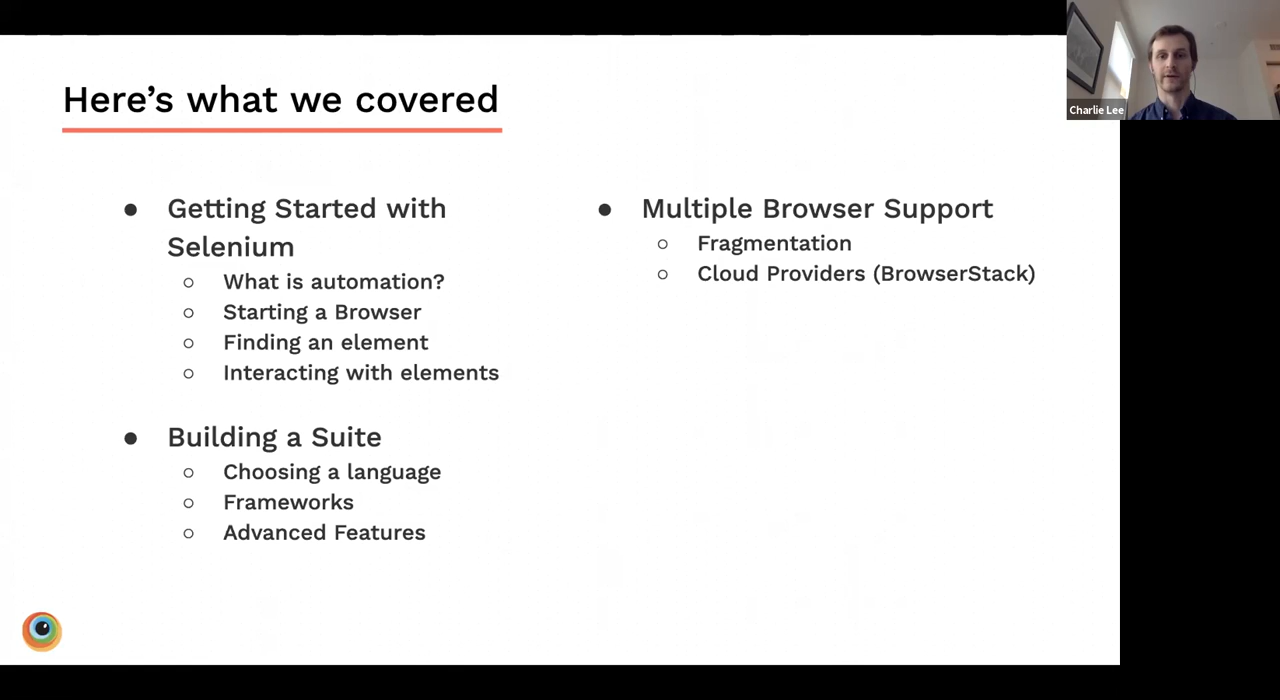 Here's what we covered
Charlie Lee
● Getting Started with
Selenium
○ What is automation?
○ Starting a Browser
○ Finding an element
○ Interacting with elements
● Building a Suite
○ Choosing a language
○ Frameworks
○ Advanced Features
● Multiple Browser Support
○ Fragmentation
○ Cloud Providers (BrowserStack)